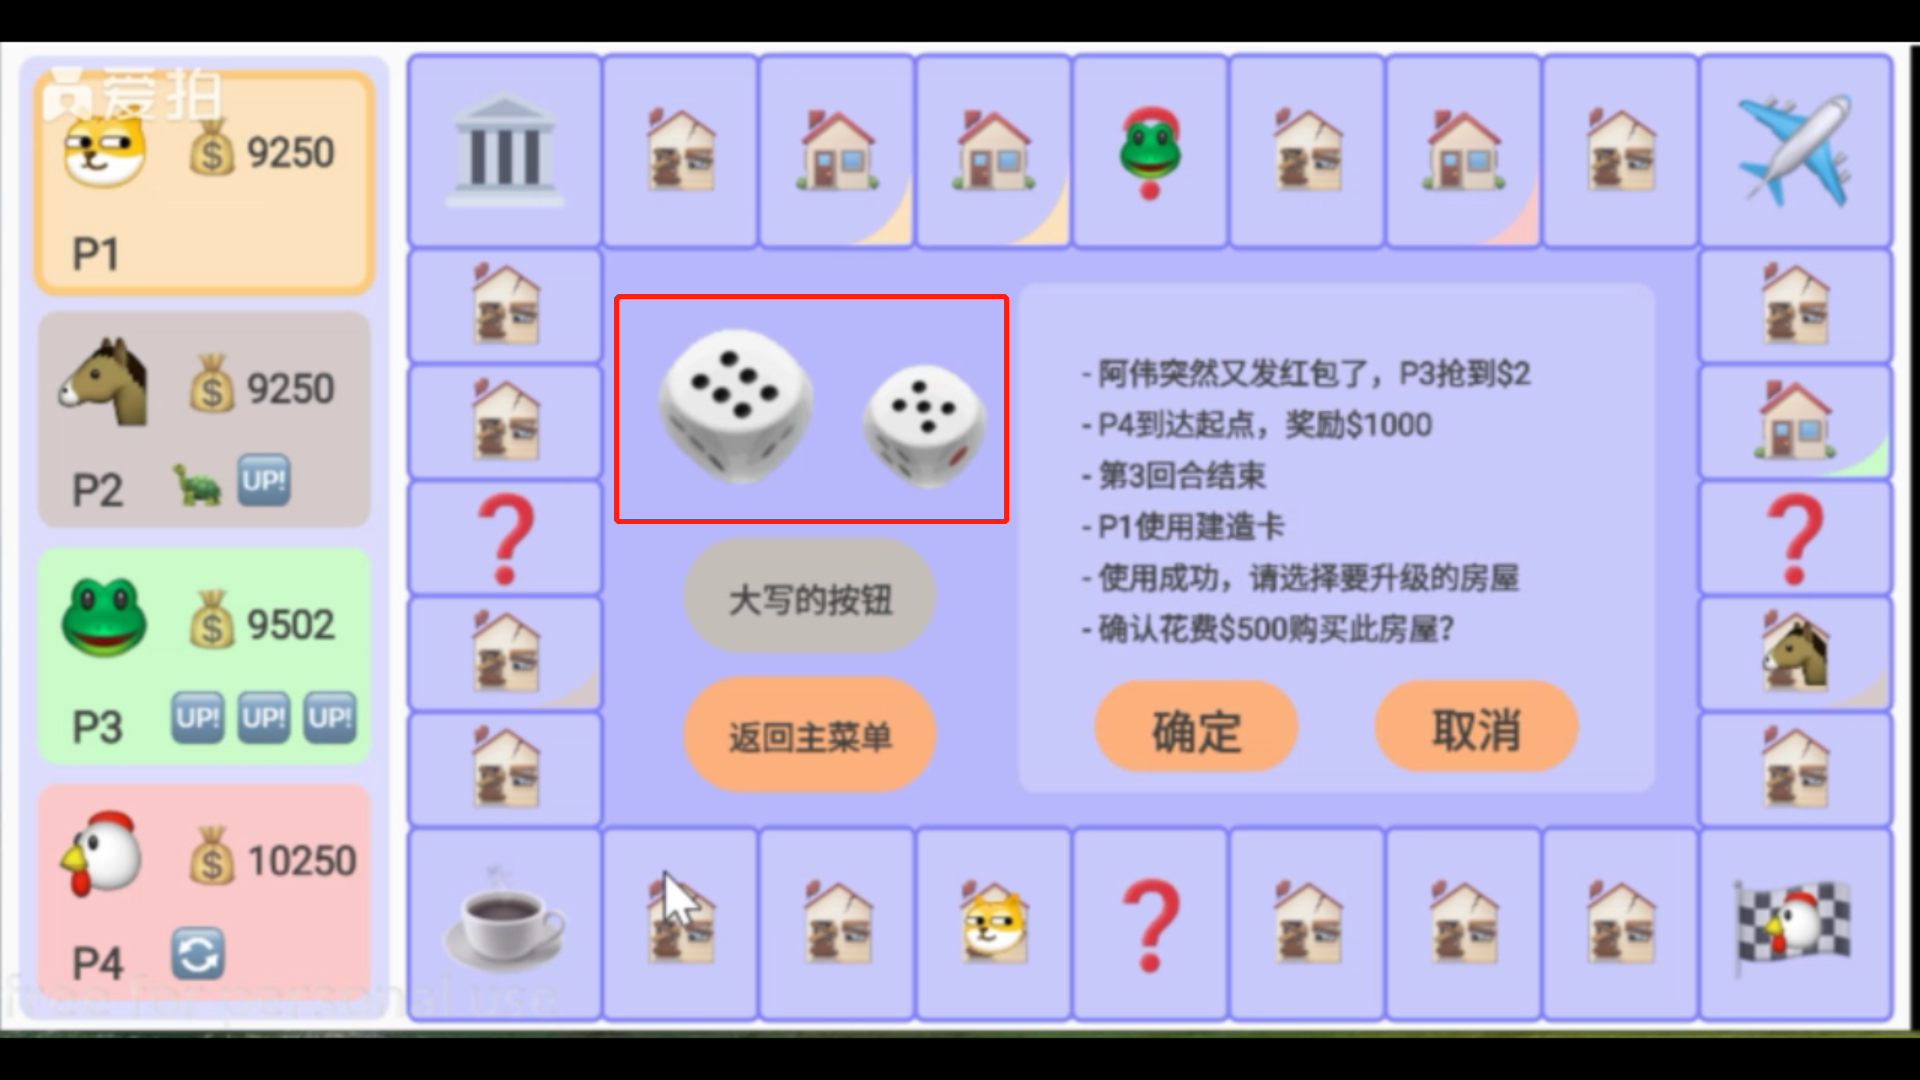 爱拍
9250
P1
9250
P2
UP!
9502
P3
UP! UP! UP!
10250
P4
大写的按钮
返回主菜单
- 阿伟突然又发红包了，P3抢到$2
- P4到达起点，奖励$1000
- 第3回合结束
- P1使用建造卡
- 使用成功，请选择要升级的房屋
- 确认花费$500购买此房屋？
确定
取消
free for personal use